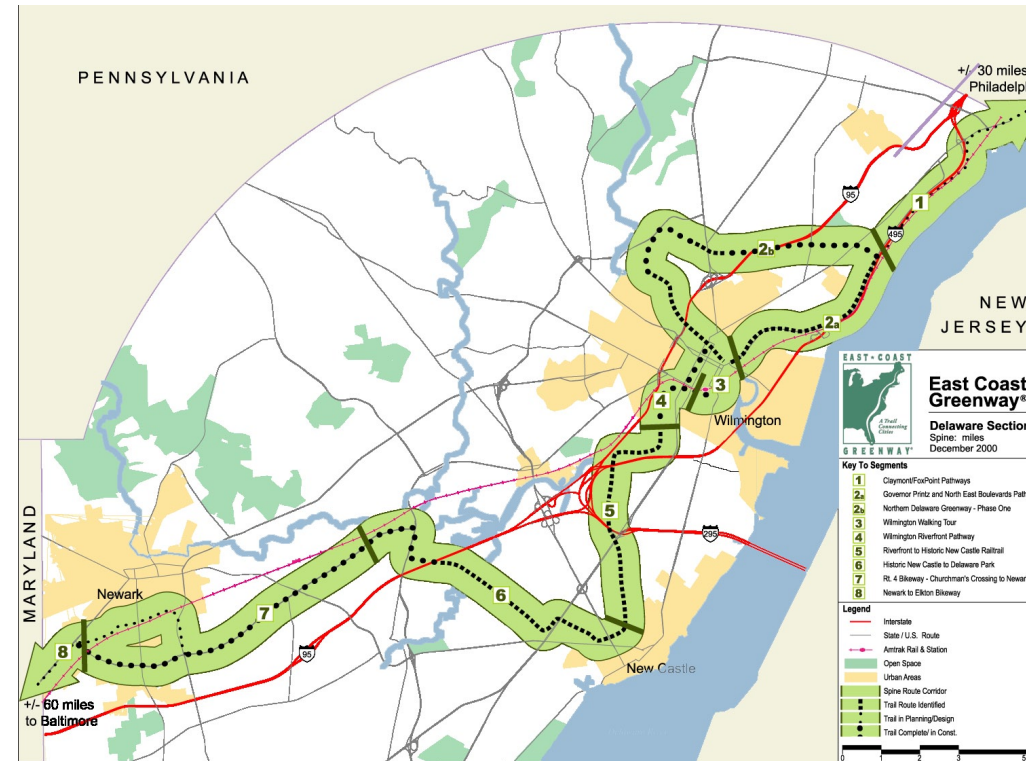 PENNSYLVANIA
+/- 30 miles
Philadelphi
95
1
495
2b
NEW
JERSEY
2a
3
4
Wilmington
5
295
MARYLAND
Newark
7
6
8
95
New Castle
+/- 60 miles
to Baltimore
EAST • COAST
A Trail
Connecting
Cities
GREENWAY®
East Coast
Greenway®
Delaware Section
Spine: miles
December 2000
Key To Segments
1 Claymont/FoxPoint Pathways
2a Governor Printz and North East Boulevards Path
2b Northern Delaware Greenway - Phase One
3 Wilmington Walking Tour
4 Wilmington Riverfront Pathway
5 Riverfront to Historic New Castle Railtrail
6 Historic New Castle to Delaware Park
7 Rt. 4 Bikeway - Churchman's Crossing to Newar
8 Newark to Elkton Bikeway
Legend
Interstate
State / U.S. Route
Amtrak Rail & Station
Open Space
Urban Areas
Spine Route Corridor
Trail Route Identified
Trail in Planning/Design
Trail Complete/ in Const.
0 1 2 3 5